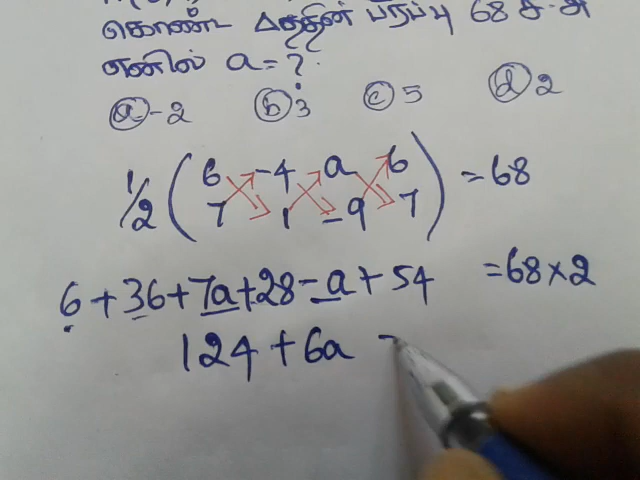 கொண்ட Δத்தின் பரப்பு 68 ச.அ
எனில் a = ?
ⓐ -2 ⓑ 3 ⓒ 5 ⓓ 2
1/2 ( 6 -4 a 6 ) = 68
7 1 -9 7
6 + 36 + 7a + 28 - a + 54 = 68 × 2
124 + 6a